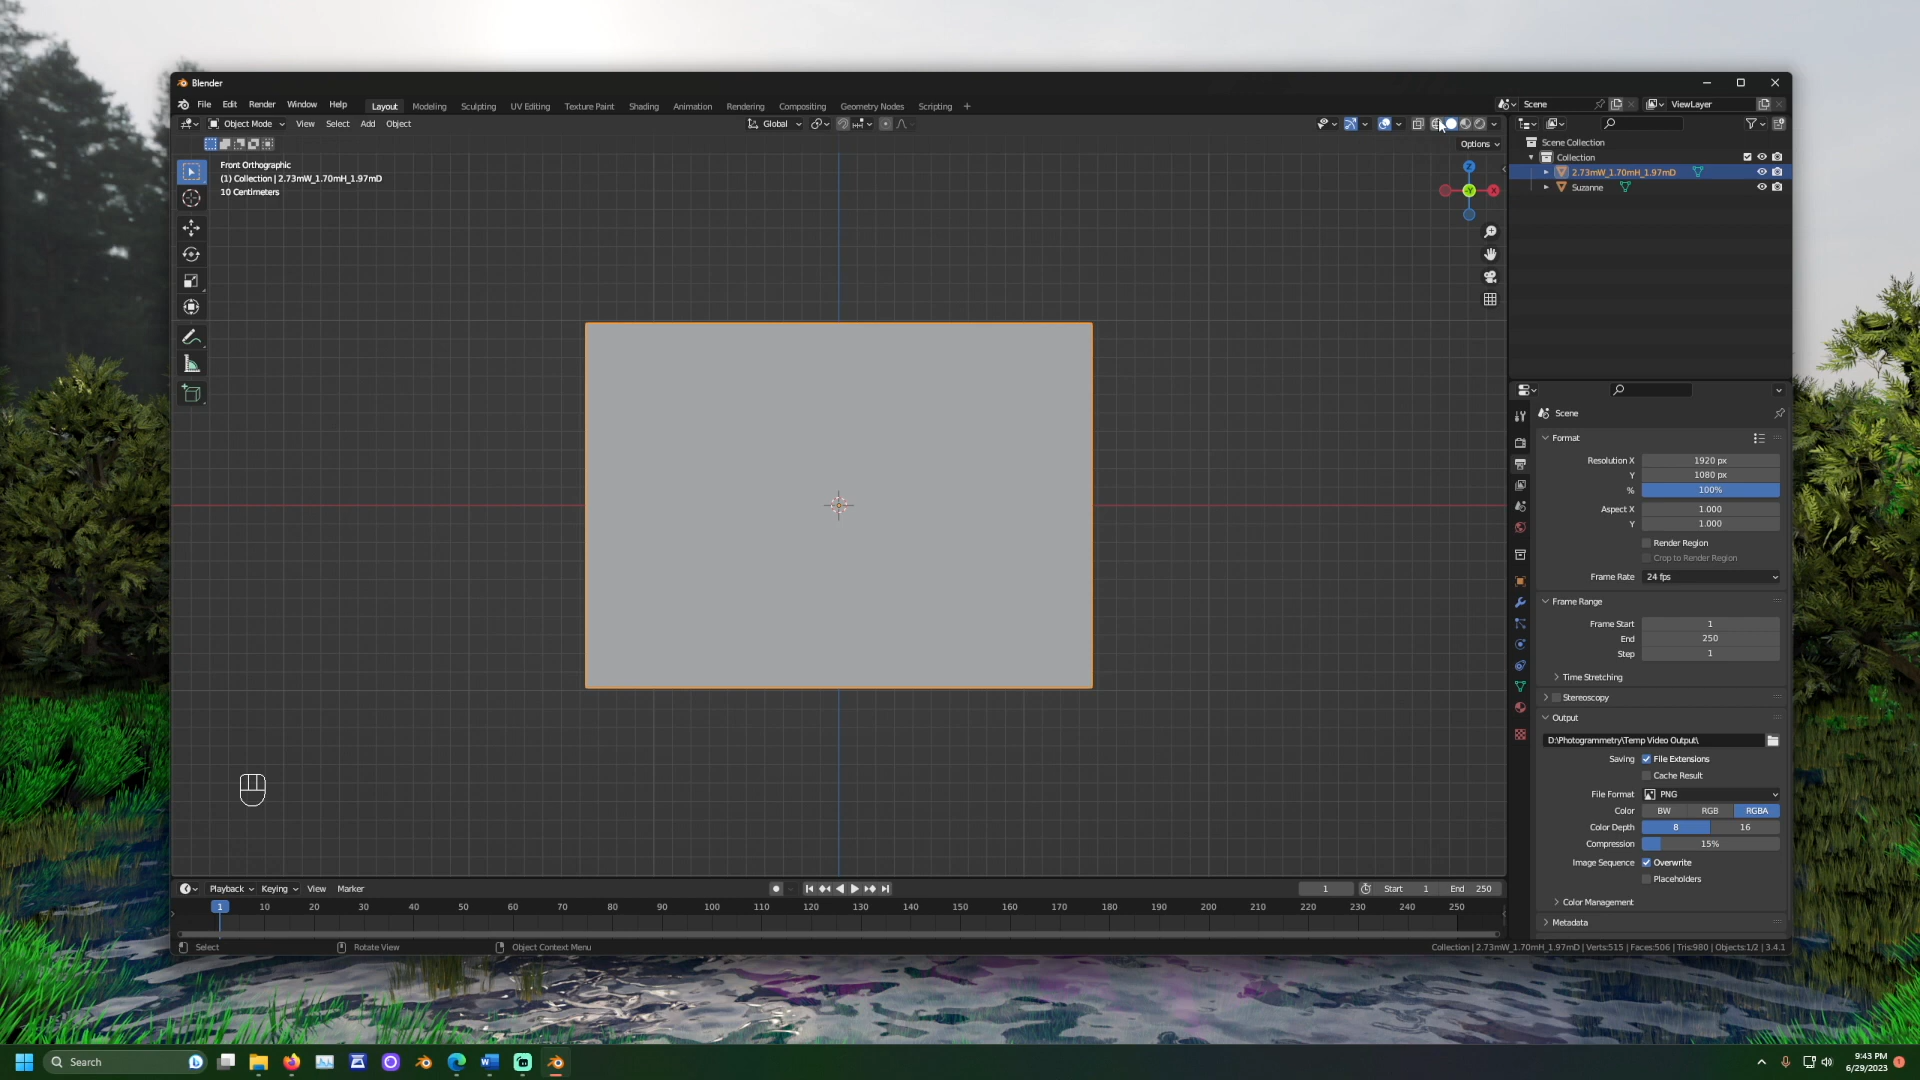 Blender
File Edit Render Window Help Layout Modeling Sculpting UV Editing Texture Paint Shading Animation Rendering Compositing Geometry Nodes Scripting + Scene ViewLayer
Object Mode View Select Add Object Global
Options
Front Orthographic
(1) Collection | 2.73mW_1.70mH_1.97mD
10 Centimeters
Z
-Y
X
Scene Collection
Collection
2.73mW_1.70mH_1.97mD
Suzanne
Scene
Format
Resolution X 1920 px
Y 1080 px
% 100%
Aspect X 1.000
Y 1.000
Render Region
Crop to Render Region
Frame Rate 24 fps
Frame Range
Frame Start 1
End 250
Step 1
Time Stretching
Stereoscopy
Output
D:\Photogrammetry\Temp Video Output\
Saving File Extensions
Cache Result
File Format PNG
Color BW RGB RGBA
Color Depth 8 16
Compression 15%
Image Sequence Overwrite
Placeholders
Color Management
Metadata
Playback Keying View Marker 1 Start 1 End 250
1 10 20 30 40 50 60 70 80 90 100 110 120 130 140 150 160 170 180 190 200 210 220 230 240 250
Select Rotate View Object Context Menu Collection | 2.73mW_1.70mH_1.97mD | Verts:515 | Faces:506 | Tris:980 | Objects:1/2 | 3.4.1
Search
9:43 PM
6/29/2023
1